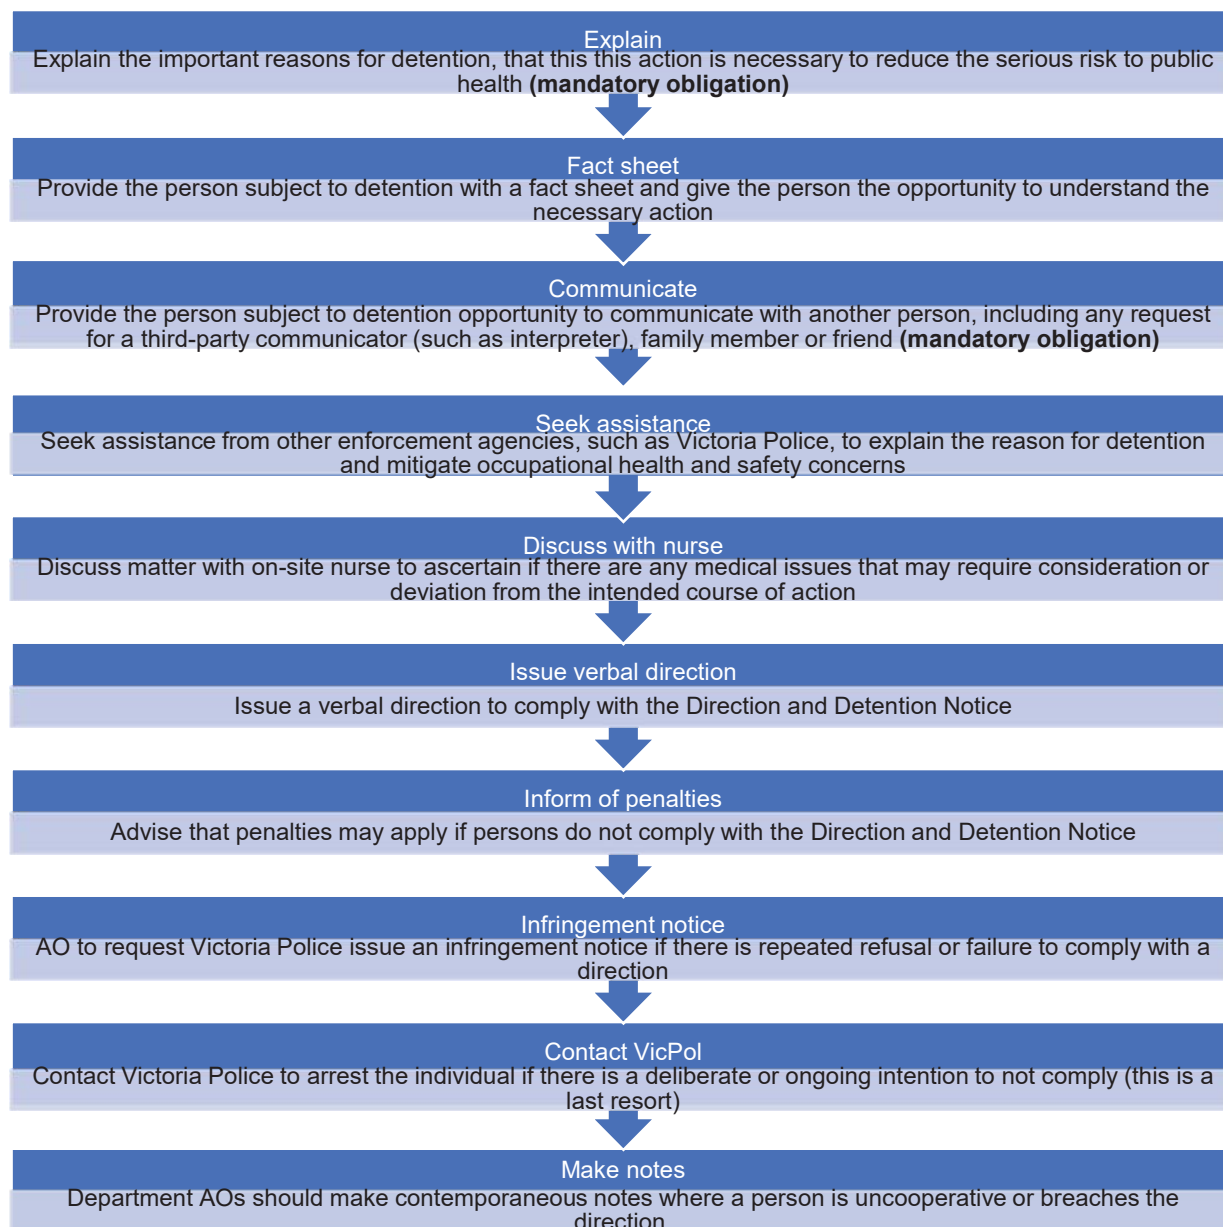 Explain
Explain the important reasons for detention, that this this action is necessary to reduce the serious risk to public
health (mandatory obligation)
Fact sheet
Provide the person subject to detention with a fact sheet and give the person the opportunity to understand the
necessary action
Communicate
Provide the person subject to detention opportunity to communicate with another person, including any request
for a third-party communicator (such as interpreter), family member or friend (mandatory obligation)
Seek assistance
Seek assistance from other enforcement agencies, such as Victoria Police, to explain the reason for detention
and mitigate occupational health and safety concerns
Discuss with nurse
Discuss matter with on-site nurse to ascertain if there are any medical issues that may require consideration or
deviation from the intended course of action
Issue verbal direction
Issue a verbal direction to comply with the Direction and Detention Notice
Inform of penalties
Advise that penalties may apply if persons do not comply with the Direction and Detention Notice
Infringement notice
AO to request Victoria Police issue an infringement notice if there is repeated refusal or failure to comply with a
direction
Contact VicPol
Contact Victoria Police to arrest the individual if there is a deliberate or ongoing intention to not comply (this is a
last resort)
Make notes
Department AOs should make contemporaneous notes where a person is uncooperative or breaches the
direction